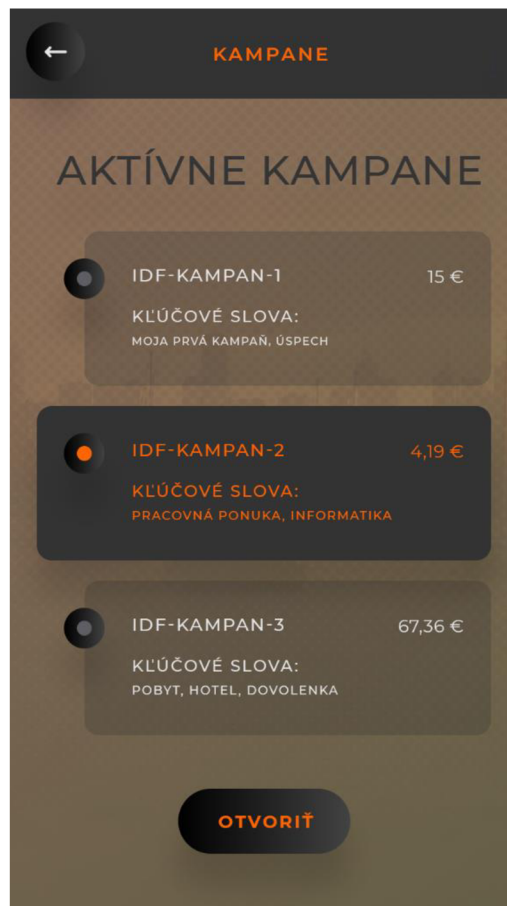 ←
KAMPANE
AKTÍVNE KAMPANE
IDF-KAMPAN-1 15 €
KĽÚČOVÉ SLOVA:
MOJA PRVÁ KAMPAŇ, ÚSPECH
IDF-KAMPAN-2 4,19 €
KĽÚČOVÉ SLOVA:
PRACOVNÁ PONUKA, INFORMATIKA
IDF-KAMPAN-3 67,36 €
KĽÚČOVÉ SLOVA:
POBYT, HOTEL, DOVOLENKA
OTVORIŤ